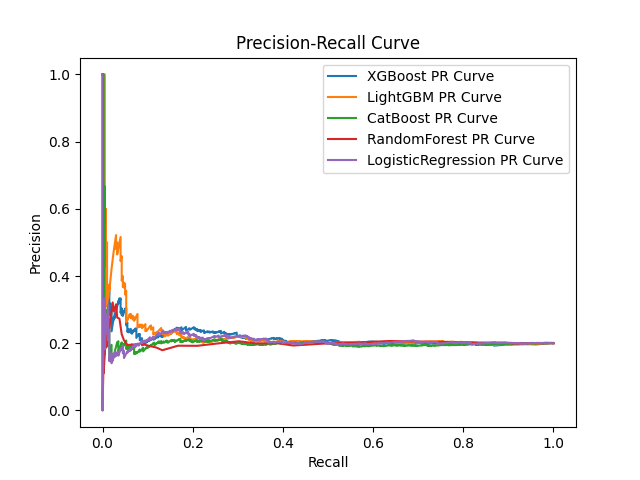 Precision-Recall Curve
1.0
0.8
0.6
0.4
0.2
0.0
Precision
XGBoost PR Curve
LightGBM PR Curve
CatBoost PR Curve
RandomForest PR Curve
LogisticRegression PR Curve
0.0 0.2 0.4 0.6 0.8 1.0
Recall